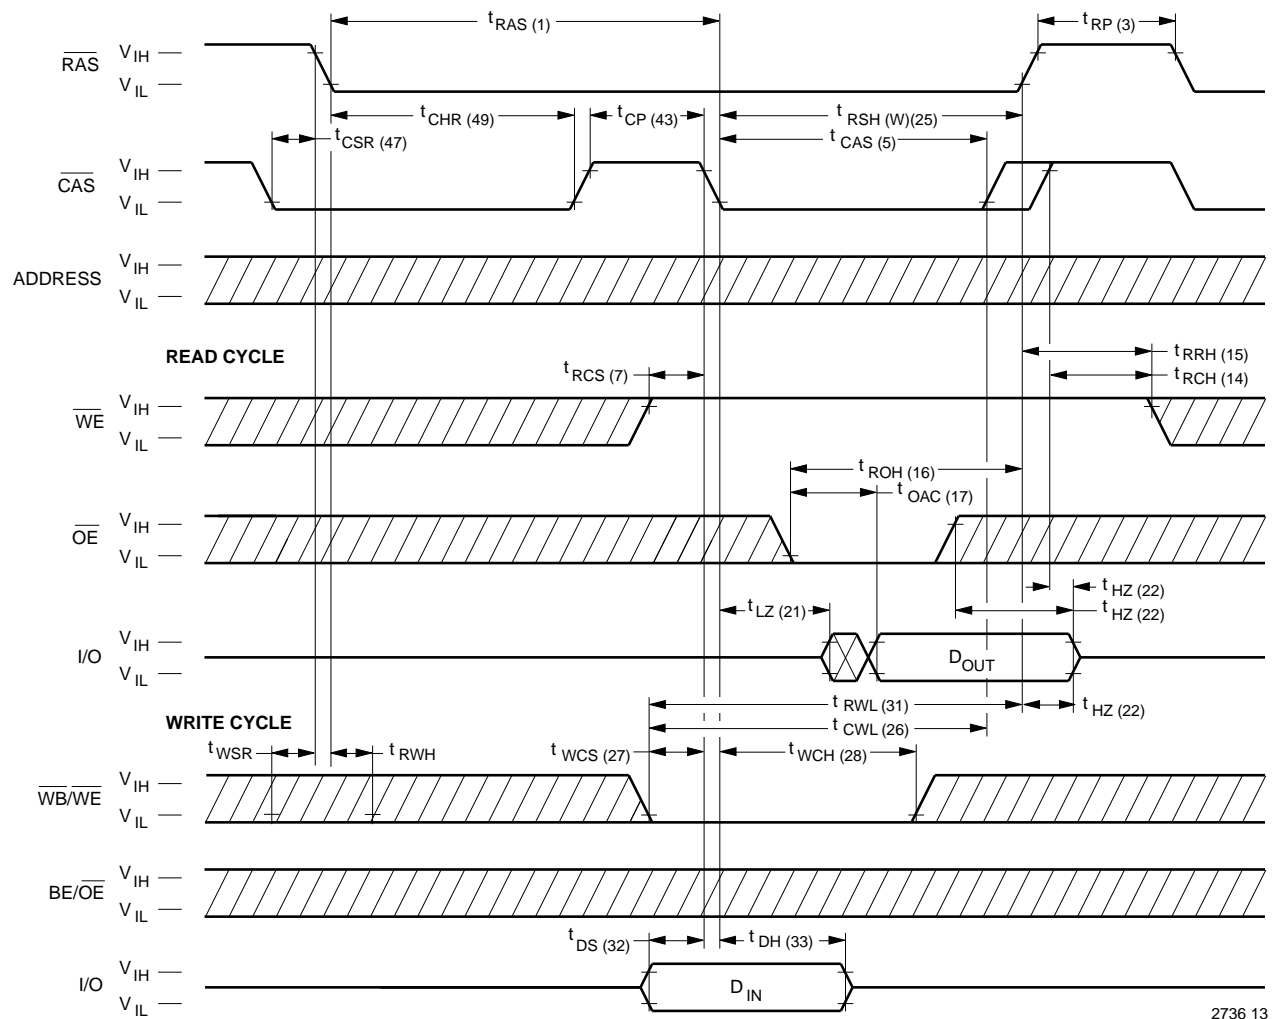 t RAS (1)
t RP (3)
RAS
V IH
V IL
t CHR (49)
t CP (43)
t RSH (W)(25)
t CSR (47)
t CAS (5)
CAS
V IH
V IL
ADDRESS
V IH
V IL
READ CYCLE
t RRH (15)
t RCS (7)
t RCH (14)
WE
V IH
V IL
t ROH (16)
t OAC (17)
OE
V IH
V IL
t HZ (22)
t LZ (21)
t HZ (22)
I/O
V IH
V IL
D OUT
WRITE CYCLE
t RWL (31)
t HZ (22)
t CWL (26)
t WSR
t RWH
t WCS (27)
t WCH (28)
WB/WE
V IH
V IL
BE/OE
V IH
V IL
t DS (32)
t DH (33)
I/O
V IH
V IL
D IN
2736 13